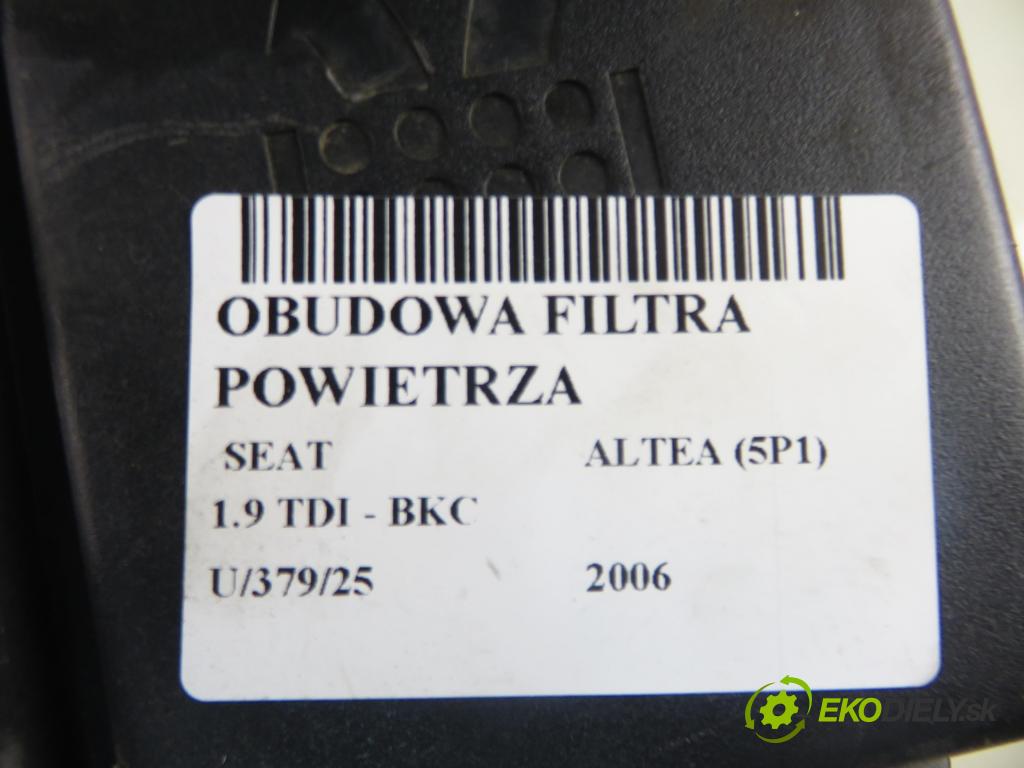 OBUDOWA FILTRA
POWIETRZA
SEAT ALTEA (5P1)
1.9 TDI - BKC
U/379/25 2006
EKODIELY.sk